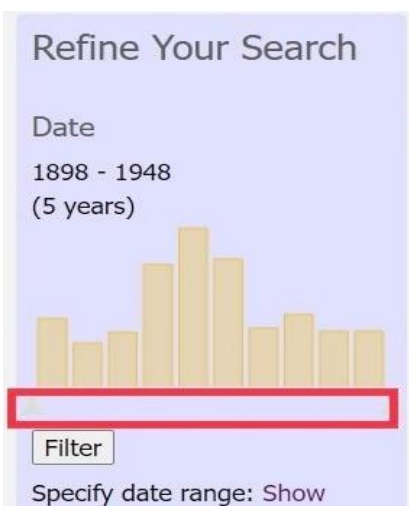 Refine Your Search
Date
1898 - 1948
(5 years)
Filter
Specify date range: Show